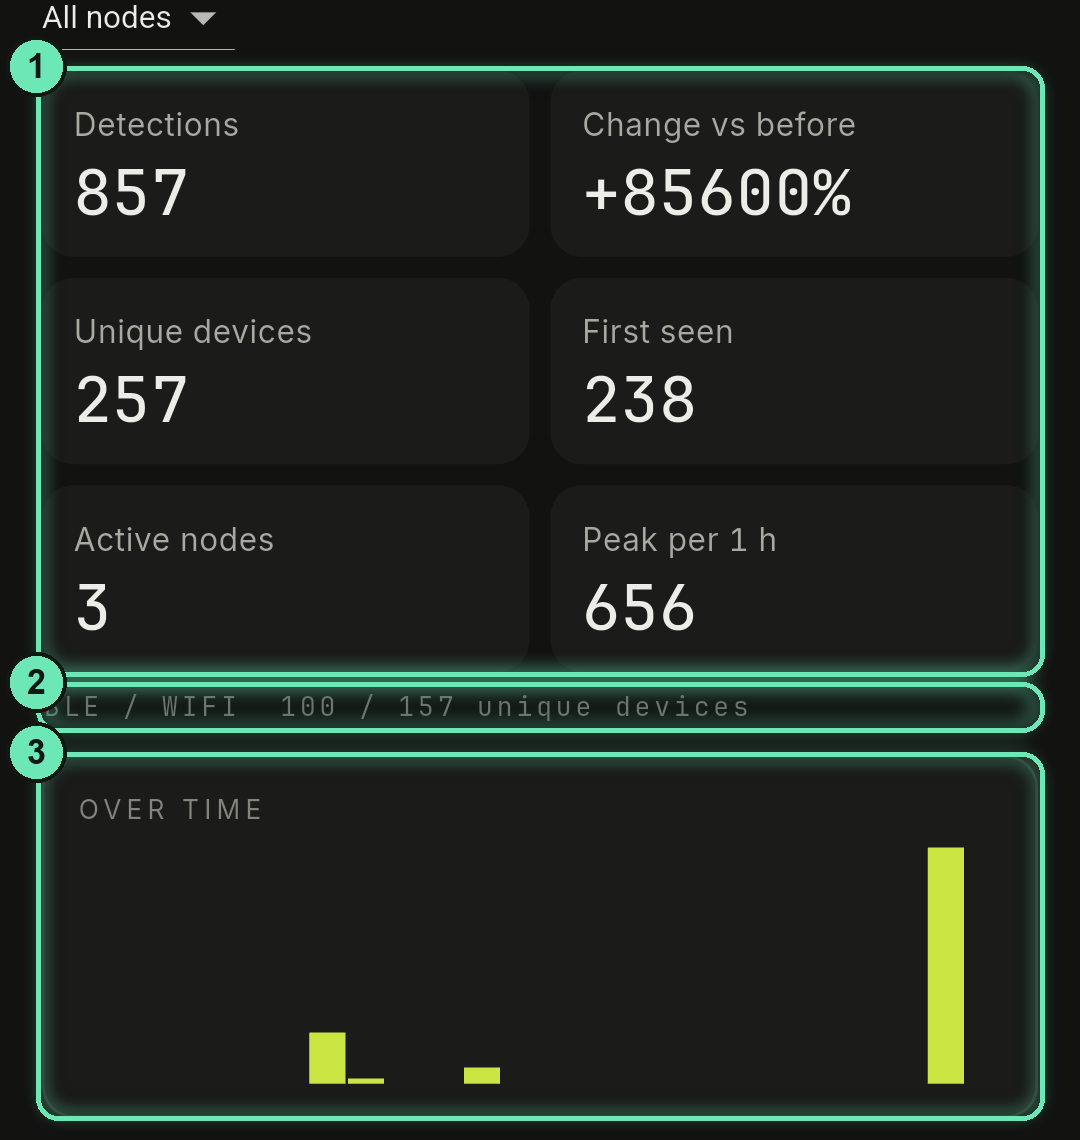 All nodes
1
Detections
Change vs before
857
+85600%
Unique devices
First seen
257
238
Active nodes
Peak per 1 h
3
656
2
BLE / WIFI  100 / 157 unique devices
3
OVER TIME